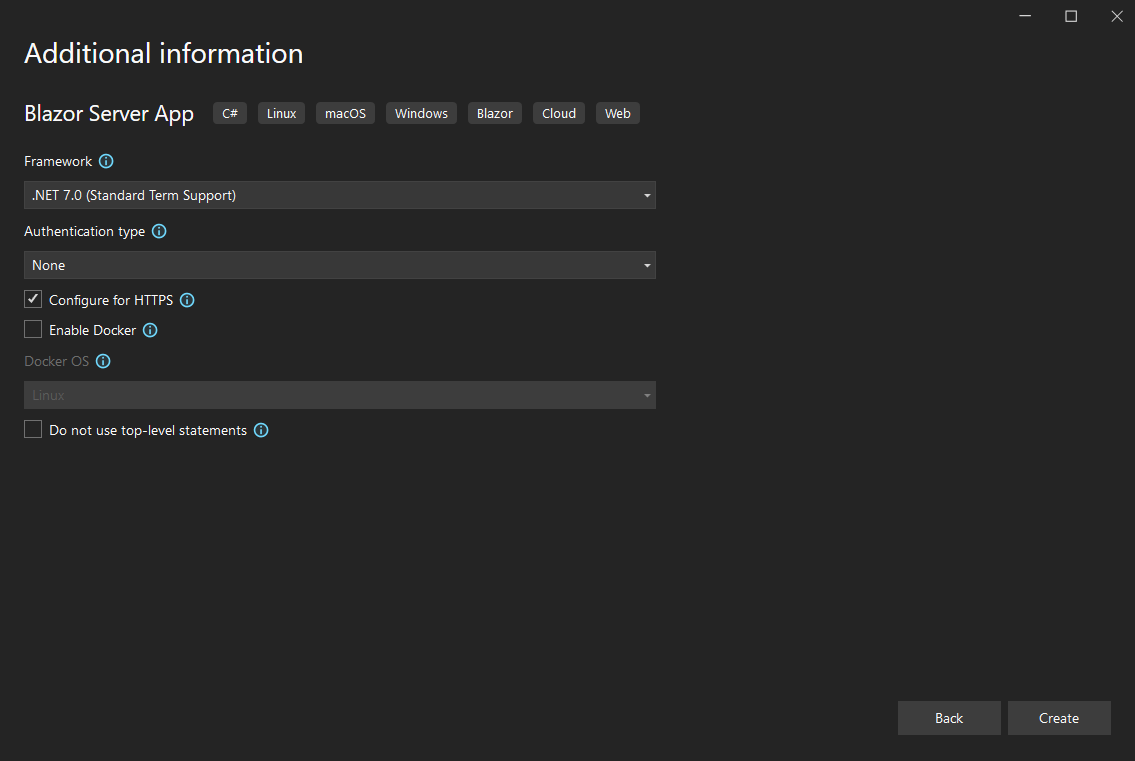 Additional information
Blazor Server App C# Linux macOS Windows Blazor Cloud Web
Framework
.NET 7.0 (Standard Term Support)
Authentication type
None
Configure for HTTPS
Enable Docker
Docker OS
Linux
Do not use top-level statements
Back Create